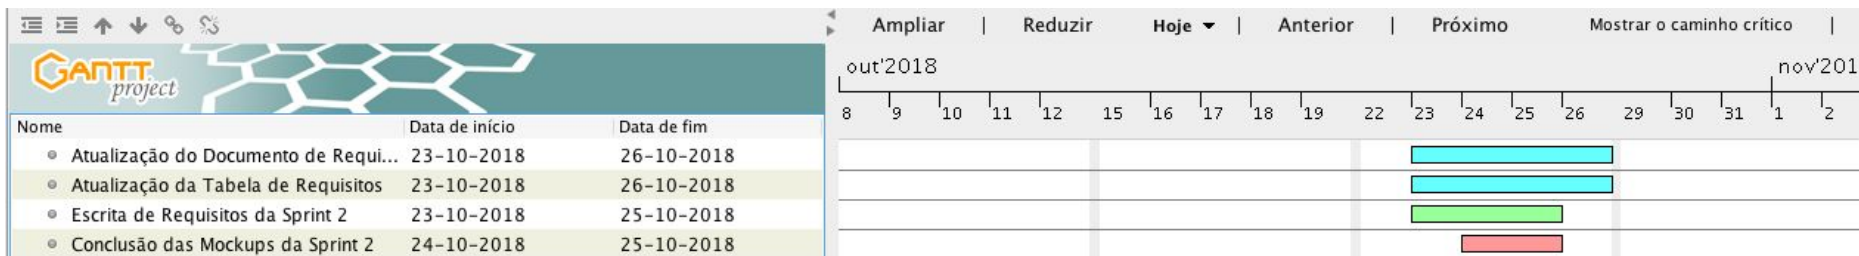 Ampliar | Reduzir Hoje | Anterior | Próximo Mostrar o caminho crítico |
GANTT project
out'2018 nov'201
8 9 10 11 12 15 16 17 18 19 22 23 24 25 26 29 30 31 1 2
Nome Data de início Data de fim
Atualização do Documento de Requi... 23-10-2018 26-10-2018
Atualização da Tabela de Requisitos 23-10-2018 26-10-2018
Escrita de Requisitos da Sprint 2 23-10-2018 25-10-2018
Conclusão das Mockups da Sprint 2 24-10-2018 25-10-2018